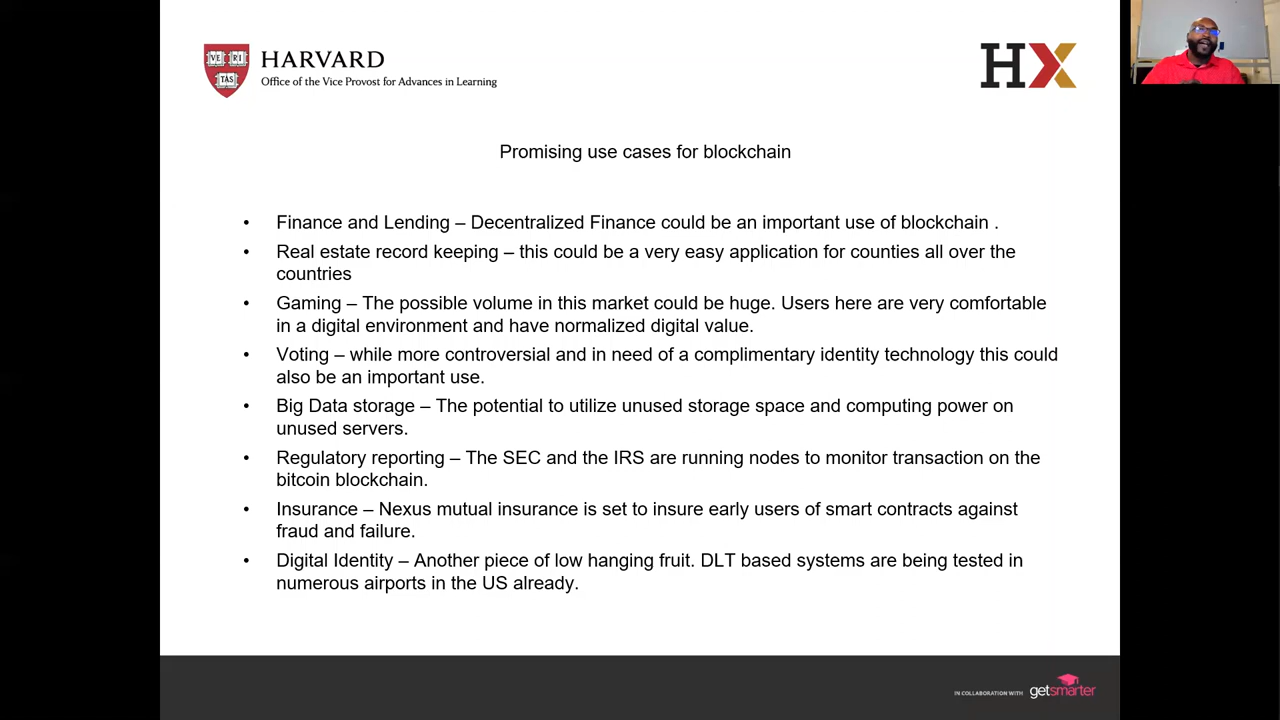 VE RI
TAS
HARVARD
Office of the Vice Provost for Advances in Learning
HX
Promising use cases for blockchain
• Finance and Lending – Decentralized Finance could be an important use of blockchain .
• Real estate record keeping – this could be a very easy application for counties all over the
countries
• Gaming – The possible volume in this market could be huge. Users here are very comfortable
in a digital environment and have normalized digital value.
• Voting – while more controversial and in need of a complimentary identity technology this could
also be an important use.
• Big Data storage – The potential to utilize unused storage space and computing power on
unused servers.
• Regulatory reporting – The SEC and the IRS are running nodes to monitor transaction on the
bitcoin blockchain.
• Insurance – Nexus mutual insurance is set to insure early users of smart contracts against
fraud and failure.
• Digital Identity – Another piece of low hanging fruit. DLT based systems are being tested in
numerous airports in the US already.
IN COLLABORATION WITH getsmarter